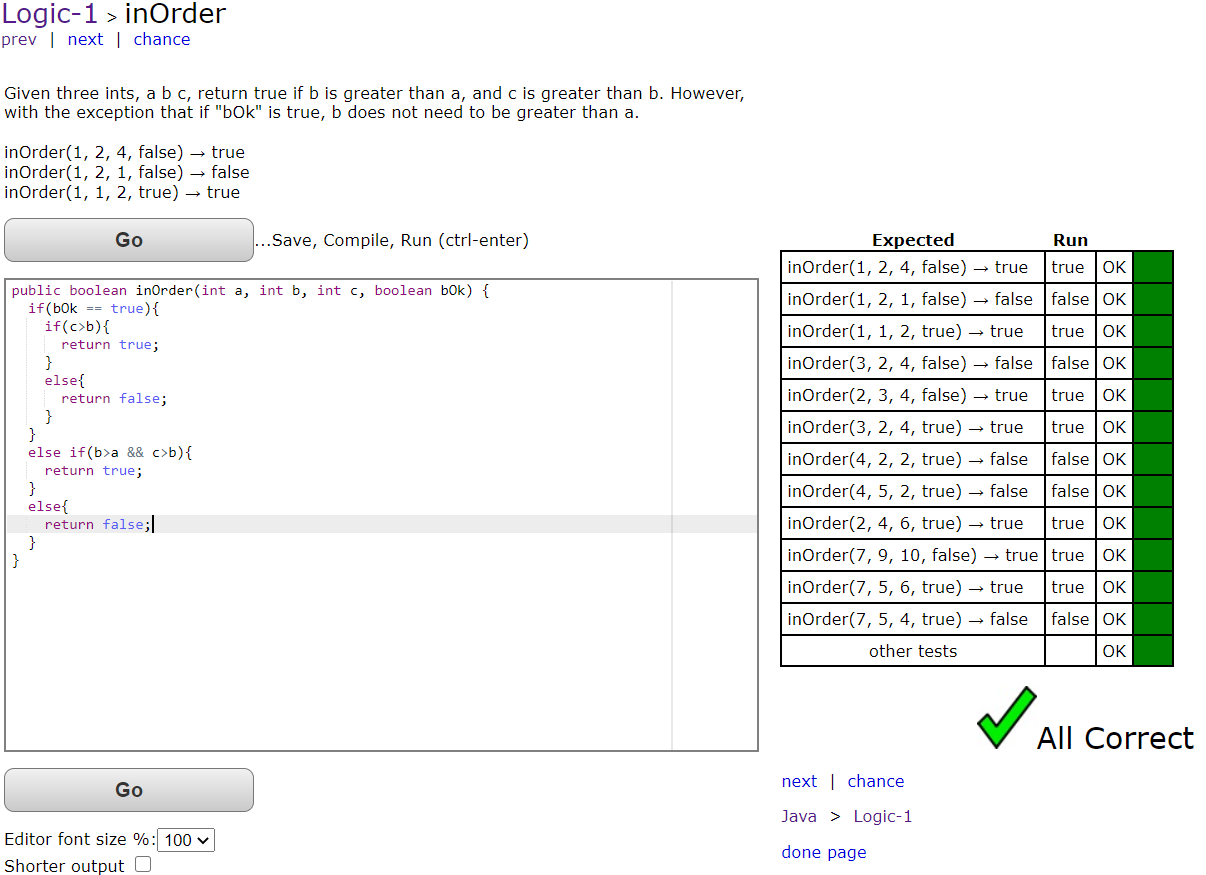 Logic-1 > inOrder
prev | next | chance
Given three ints, a b c, return true if b is greater than a, and c is greater than b. However,
with the exception that if "bOk" is true, b does not need to be greater than a.
inOrder(1, 2, 4, false) → true
inOrder(1, 2, 1, false) → false
inOrder(1, 1, 2, true) → true
Go ...Save, Compile, Run (ctrl-enter)
public boolean inOrder(int a, int b, int c, boolean bOk) {
  if(bOk == true){
    if(c>b){
      return true;
    }
    else{
      return false;
    }
  }
  else if(b>a && c>b){
    return true;
  }
  else{
    return false;
  }
}
Go
Editor font size %: 100
Shorter output
Expected Run
inOrder(1, 2, 4, false) → true true OK
inOrder(1, 2, 1, false) → false false OK
inOrder(1, 1, 2, true) → true true OK
inOrder(3, 2, 4, false) → false false OK
inOrder(2, 3, 4, false) → true true OK
inOrder(3, 2, 4, true) → true true OK
inOrder(4, 2, 2, true) → false false OK
inOrder(4, 5, 2, true) → false false OK
inOrder(2, 4, 6, true) → true true OK
inOrder(7, 9, 10, false) → true true OK
inOrder(7, 5, 6, true) → true true OK
inOrder(7, 5, 4, true) → false false OK
other tests OK
All Correct
next | chance
Java > Logic-1
done page